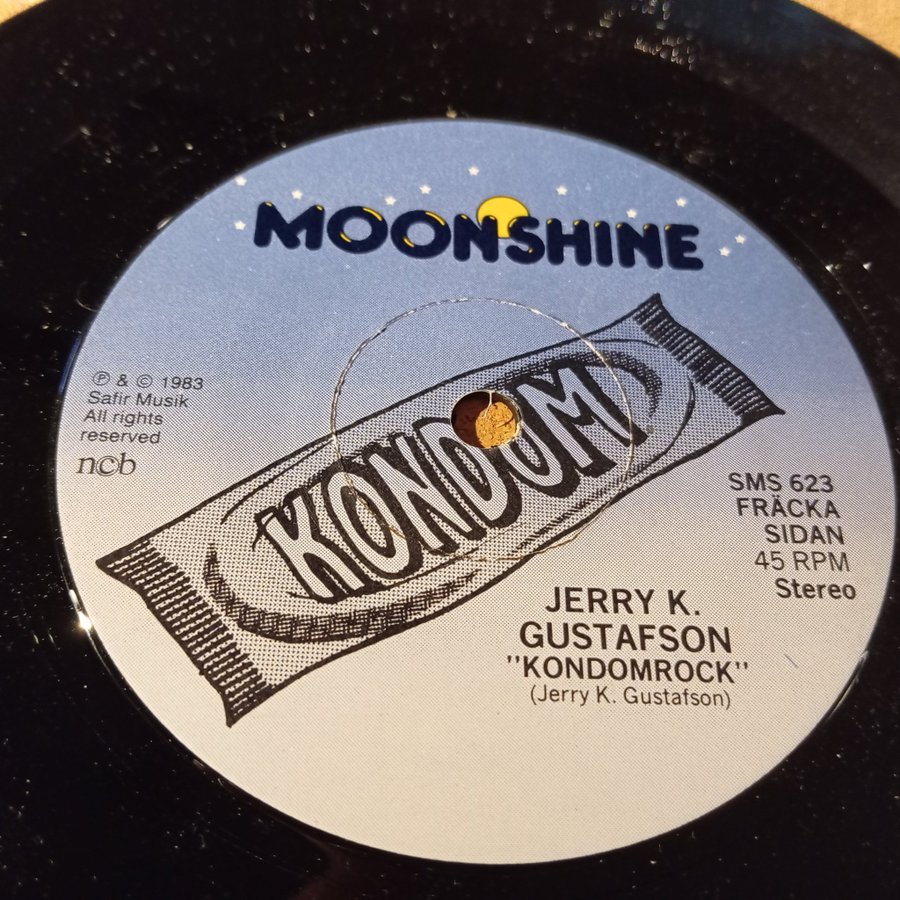 MOONSHINE
℗ & © 1983
Safir Musik
All rights
reserved
ncb
KONDOM
SMS 623
FRÄCKA
SIDAN
45 RPM
Stereo
JERRY K.
GUSTAFSON
"KONDOMROCK"
(Jerry K. Gustafson)